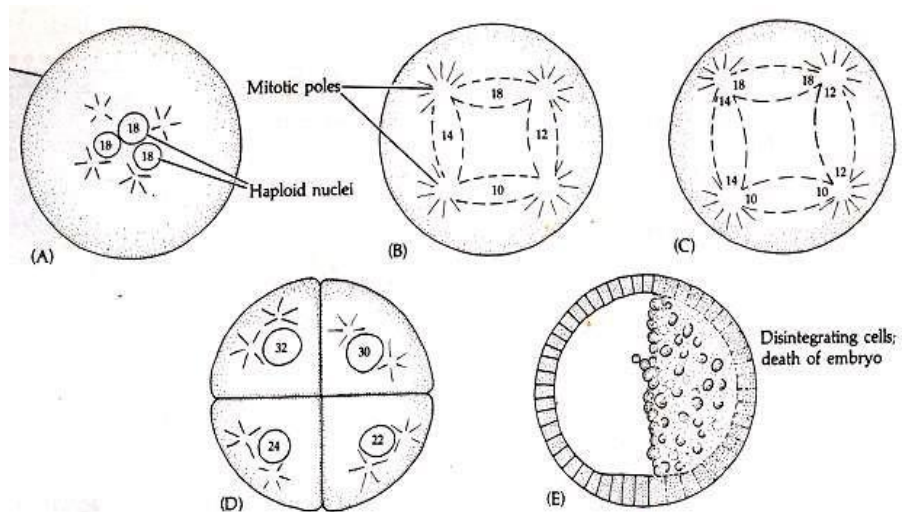 18
18
18
Haploid nuclei
(A)
Mitotic poles
18
14
12
10
(B)
18
18
14
12
14
12
10
10
(C)
32
30
24
22
(D)
Disintegrating cells;
death of embryo
(E)